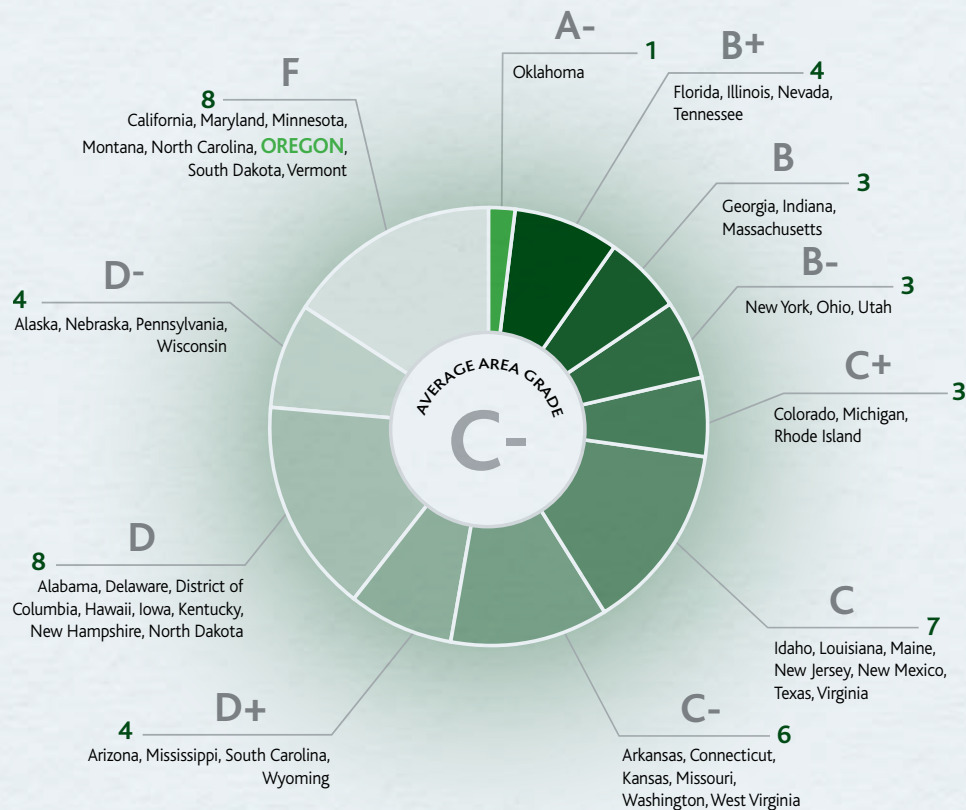 A-
1
Oklahoma
B+
4
Florida, Illinois, Nevada,
Tennessee
B
3
Georgia, Indiana,
Massachusetts
B-
3
New York, Ohio, Utah
C+
3
Colorado, Michigan,
Rhode Island
C
7
Idaho, Louisiana, Maine,
New Jersey, New Mexico,
Texas, Virginia
C-
6
Arkansas, Connecticut,
Kansas, Missouri,
Washington, West Virginia
D+
4
Arizona, Mississippi, South Carolina,
Wyoming
D
8
Alabama, Delaware, District of
Columbia, Hawaii, Iowa, Kentucky,
New Hampshire, North Dakota
D-
4
Alaska, Nebraska, Pennsylvania,
Wisconsin
F
8
California, Maryland, Minnesota,
Montana, North Carolina, OREGON,
South Dakota, Vermont
AVERAGE AREA GRADE
C-